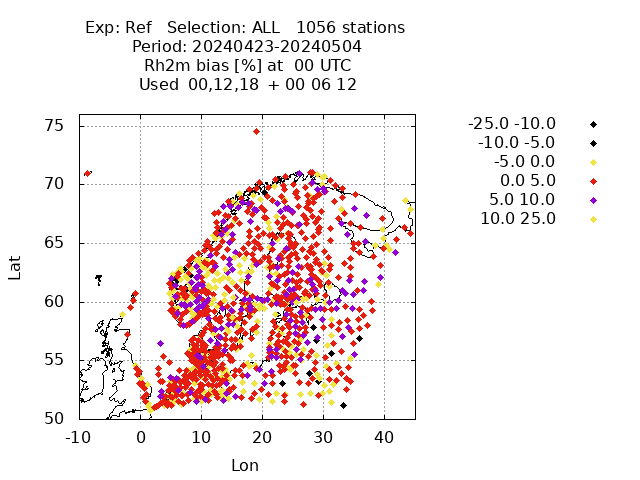 Exp: Ref   Selection: ALL   1056 stations
Period: 20240423-20240504
Rh2m bias [%] at  00 UTC
Used  00,12,18  + 00 06 12
75
70
65
60
55
50
Lat
-10 0 10 20 30 40
Lon
-25.0 -10.0
-10.0 -5.0
-5.0 0.0
0.0 5.0
5.0 10.0
10.0 25.0